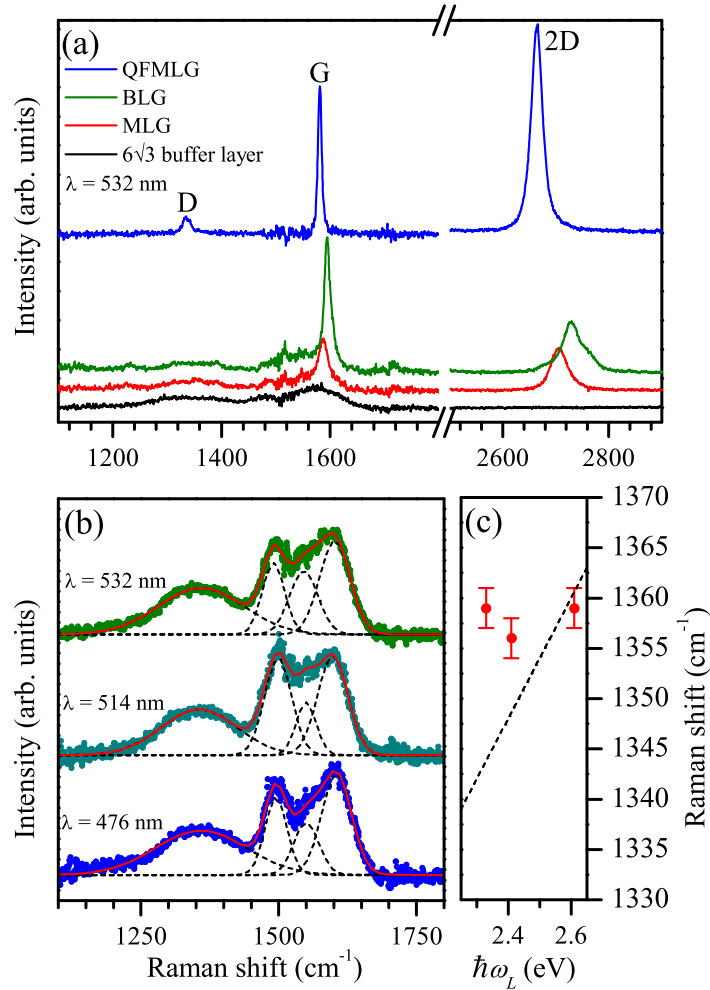 (a)
QFMLG
BLG
MLG
6√3 buffer layer
λ = 532 nm
D
G
2D
Intensity (arb. units)
1200 1400 1600 2600 2800
(b)
λ = 532 nm
λ = 514 nm
λ = 476 nm
Intensity (arb. units)
1250 1500 1750
Raman shift (cm⁻¹)
(c)
1370
1365
1360
1355
1350
1345
1340
1335
1330
Raman shift (cm⁻¹)
2.4 2.6
ℏω_L (eV)